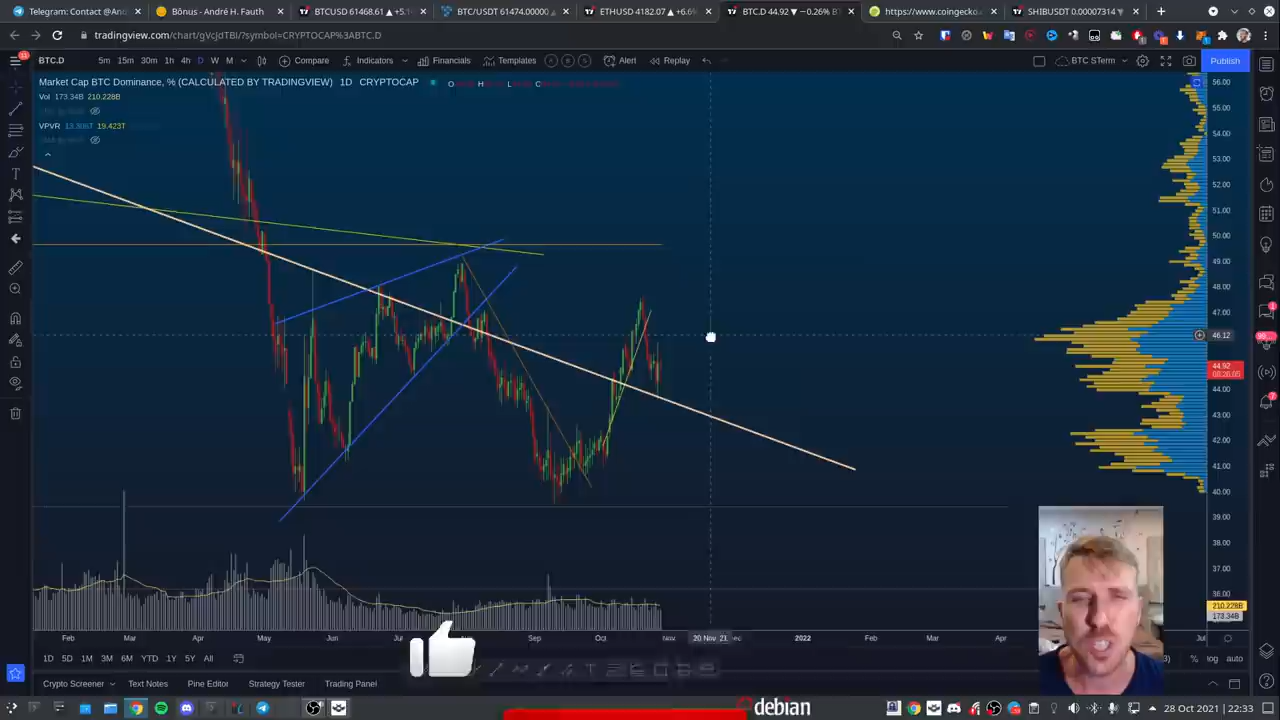 Telegram: Contact @And
Bônus - André H. Fauth
BTCUSD 61468.61 ▲ +5.1
BTC/USDT 61474.00000
ETHUSD 4182.07 ▲ +6.6%
BTC.D 44.92 ▼ −0.26% B
https://www.coingecko
SHIBUSDT 0.00007314 ▼
tradingview.com/chart/gVcjdTBI/?symbol=CRYPTOCAP%3ABTC.D
BTC.D
5m 15m 30m 1h 4h D W M
Compare
Indicators
Financials
Templates
Alert
Replay
BTC STerm
Publish
Market Cap BTC Dominance, % (CALCULATED BY TRADINGVIEW) 1D CRYPTOCAP
Vol 173.34B 210.228B
VPVR 19.423T
56.00
55.00
54.00
53.00
52.00
51.00
50.00
49.00
48.00
47.00
46.12
44.92
44.00
43.00
42.00
41.00
40.00
39.00
38.00
37.00
36.00
210.228B
173.34B
Feb Mar Apr May Jun Sep Oct Nov 20 Nov 2022 Feb Mar Jul
1D 5D 1M 3M 6M YTD 1Y 5Y All
% log auto
Crypto Screener Text Notes Pine Editor Strategy Tester Trading Panel
debian
28 Oct 2021
22:33